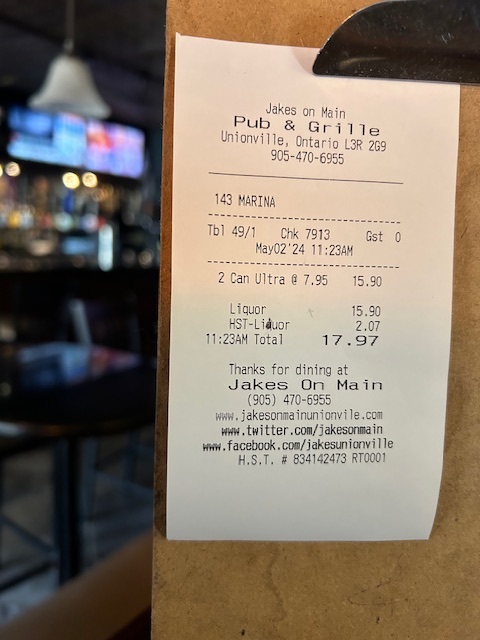 Jakes on Main
Pub & Grille
Unionville, Ontario L3R 2G9
905-470-6955
143 MARINA
Tbl 49/1 Chk 7913 Gst 0
May02'24 11:23AM
2 Can Ultra @ 7.95 15.90
Liquor 15.90
HST-Liquor 2.07
11:23AM Total 17.97
Thanks for dining at
Jakes On Main
(905) 470-6955
www.jakesonmainunionvile.com
www.twitter.com/jakesonmain
www.facebook.com/jakesunionville
H.S.T. # 834142473 RT0001